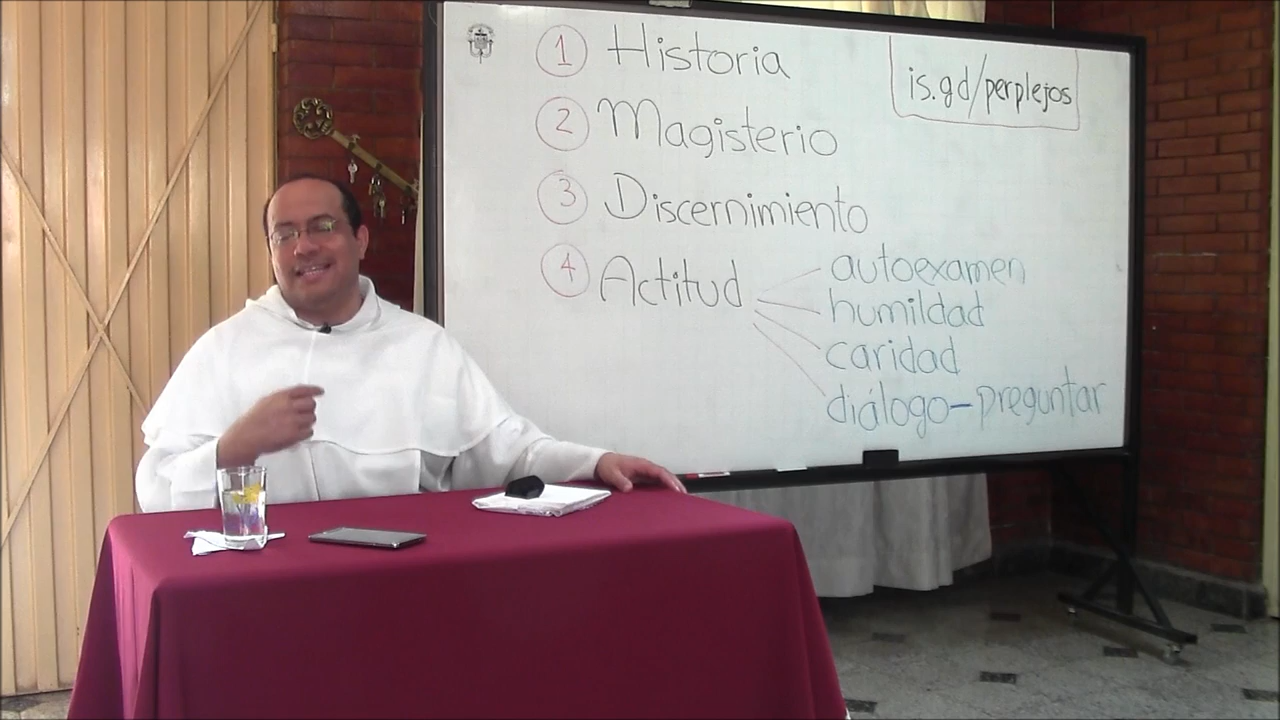 1 Historia
is.gd/perplejos
2 Magisterio
3 Discernimiento
4 Actitud
autoexamen
humildad
caridad
diálogo-preguntar